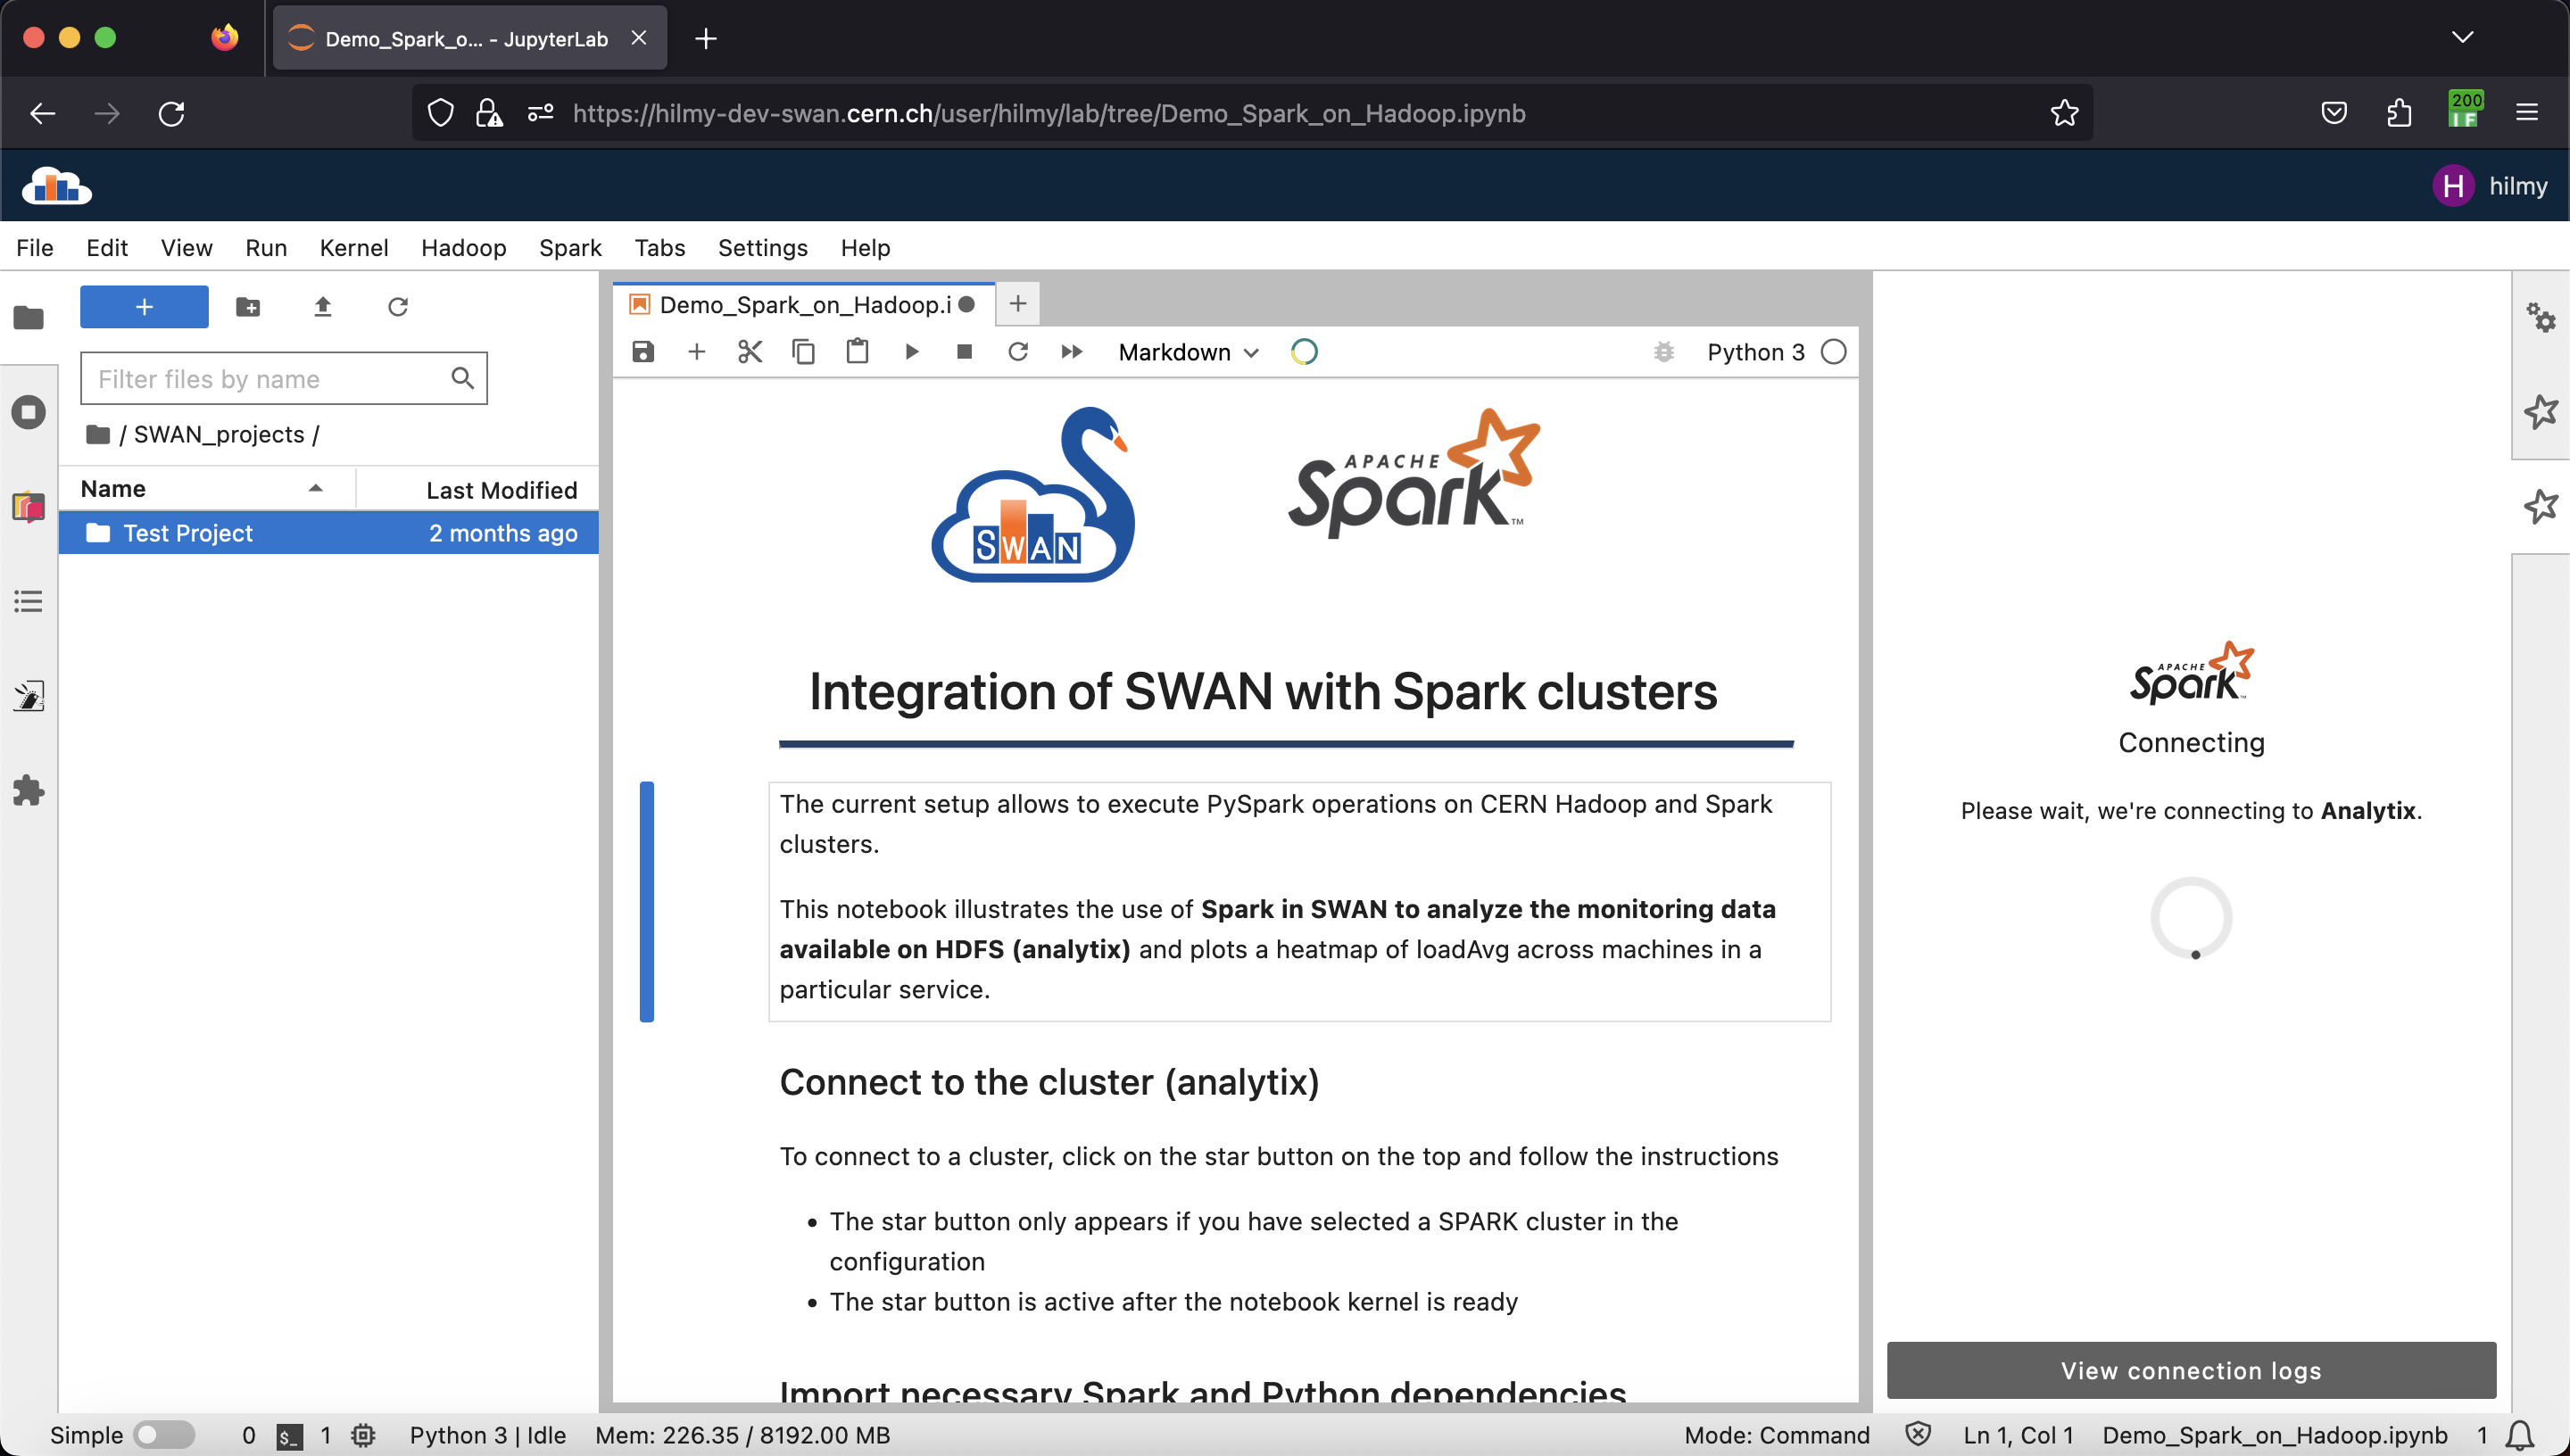 Demo_Spark_o... - JupyterLab
https://hilmy-dev-swan.cern.ch/user/hilmy/lab/tree/Demo_Spark_on_Hadoop.ipynb
200
I F
H hilmy
File Edit View Run Kernel Hadoop Spark Tabs Settings Help
Demo_Spark_on_Hadoop.i
Markdown
Python 3
Filter files by name
/ SWAN_projects /
Name Last Modified
Test Project 2 months ago
SWAN
APACHE
Spark™
Integration of SWAN with Spark clusters
The current setup allows to execute PySpark operations on CERN Hadoop and Spark
clusters.
This notebook illustrates the use of Spark in SWAN to analyze the monitoring data
available on HDFS (analytix) and plots a heatmap of loadAvg across machines in a
particular service.
Connect to the cluster (analytix)
To connect to a cluster, click on the star button on the top and follow the instructions
• The star button only appears if you have selected a SPARK cluster in the
configuration
• The star button is active after the notebook kernel is ready
Import necessary Spark and Python dependencies
APACHE
Spark™
Connecting
Please wait, we're connecting to Analytix.
View connection logs
Simple 0 $_ 1 Python 3 | Idle Mem: 226.35 / 8192.00 MB Mode: Command Ln 1, Col 1 Demo_Spark_on_Hadoop.ipynb 1